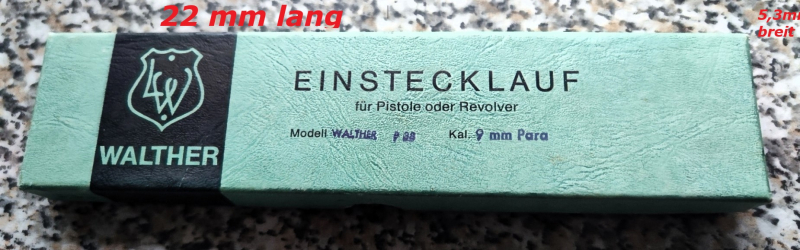 22 mm lang
5,3mm
breit
LW
WALTHER
EINSTECKLAUF
für Pistole oder Revolver
Modell WALTHER P 38 Kal. 9 mm Para